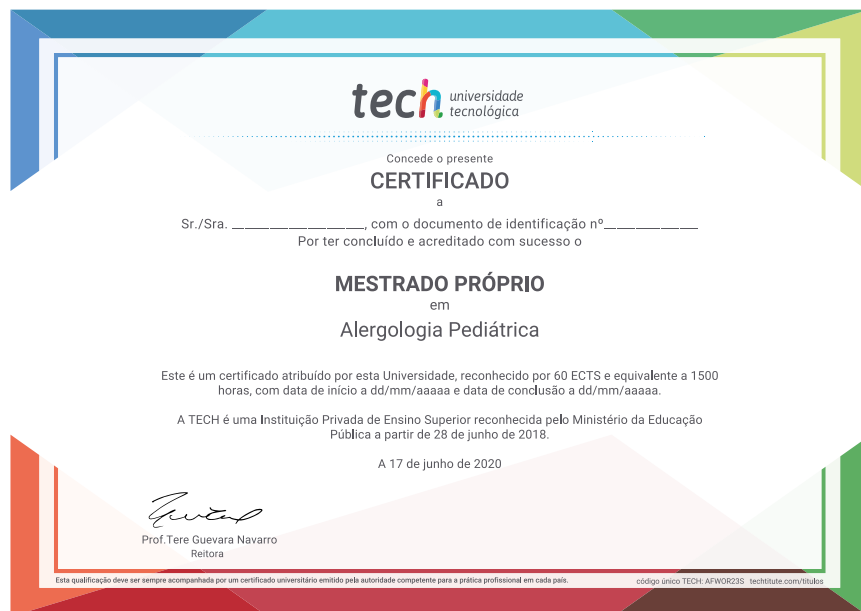 tech universidade
tecnológica
Concede o presente
CERTIFICADO
a
Sr./Sra. ______________________, com o documento de identificação nº_______________
Por ter concluído e acreditado com sucesso o
MESTRADO PRÓPRIO
em
Alergologia Pediátrica
Este é um certificado atribuído por esta Universidade, reconhecido por 60 ECTS e equivalente a 1500
horas, com data de início a dd/mm/aaaaa e data de conclusão a dd/mm/aaaaa.
A TECH é uma Instituição Privada de Ensino Superior reconhecida pelo Ministério da Educação
Pública a partir de 28 de junho de 2018.
A 17 de junho de 2020
Prof.Tere Guevara Navarro
Reitora
Esta qualificação deve ser sempre acompanhada por um certificado universitário emitido pela autoridade competente para a prática profissional em cada país.
código único TECH: AFWOR23S techtitute.com/titulos